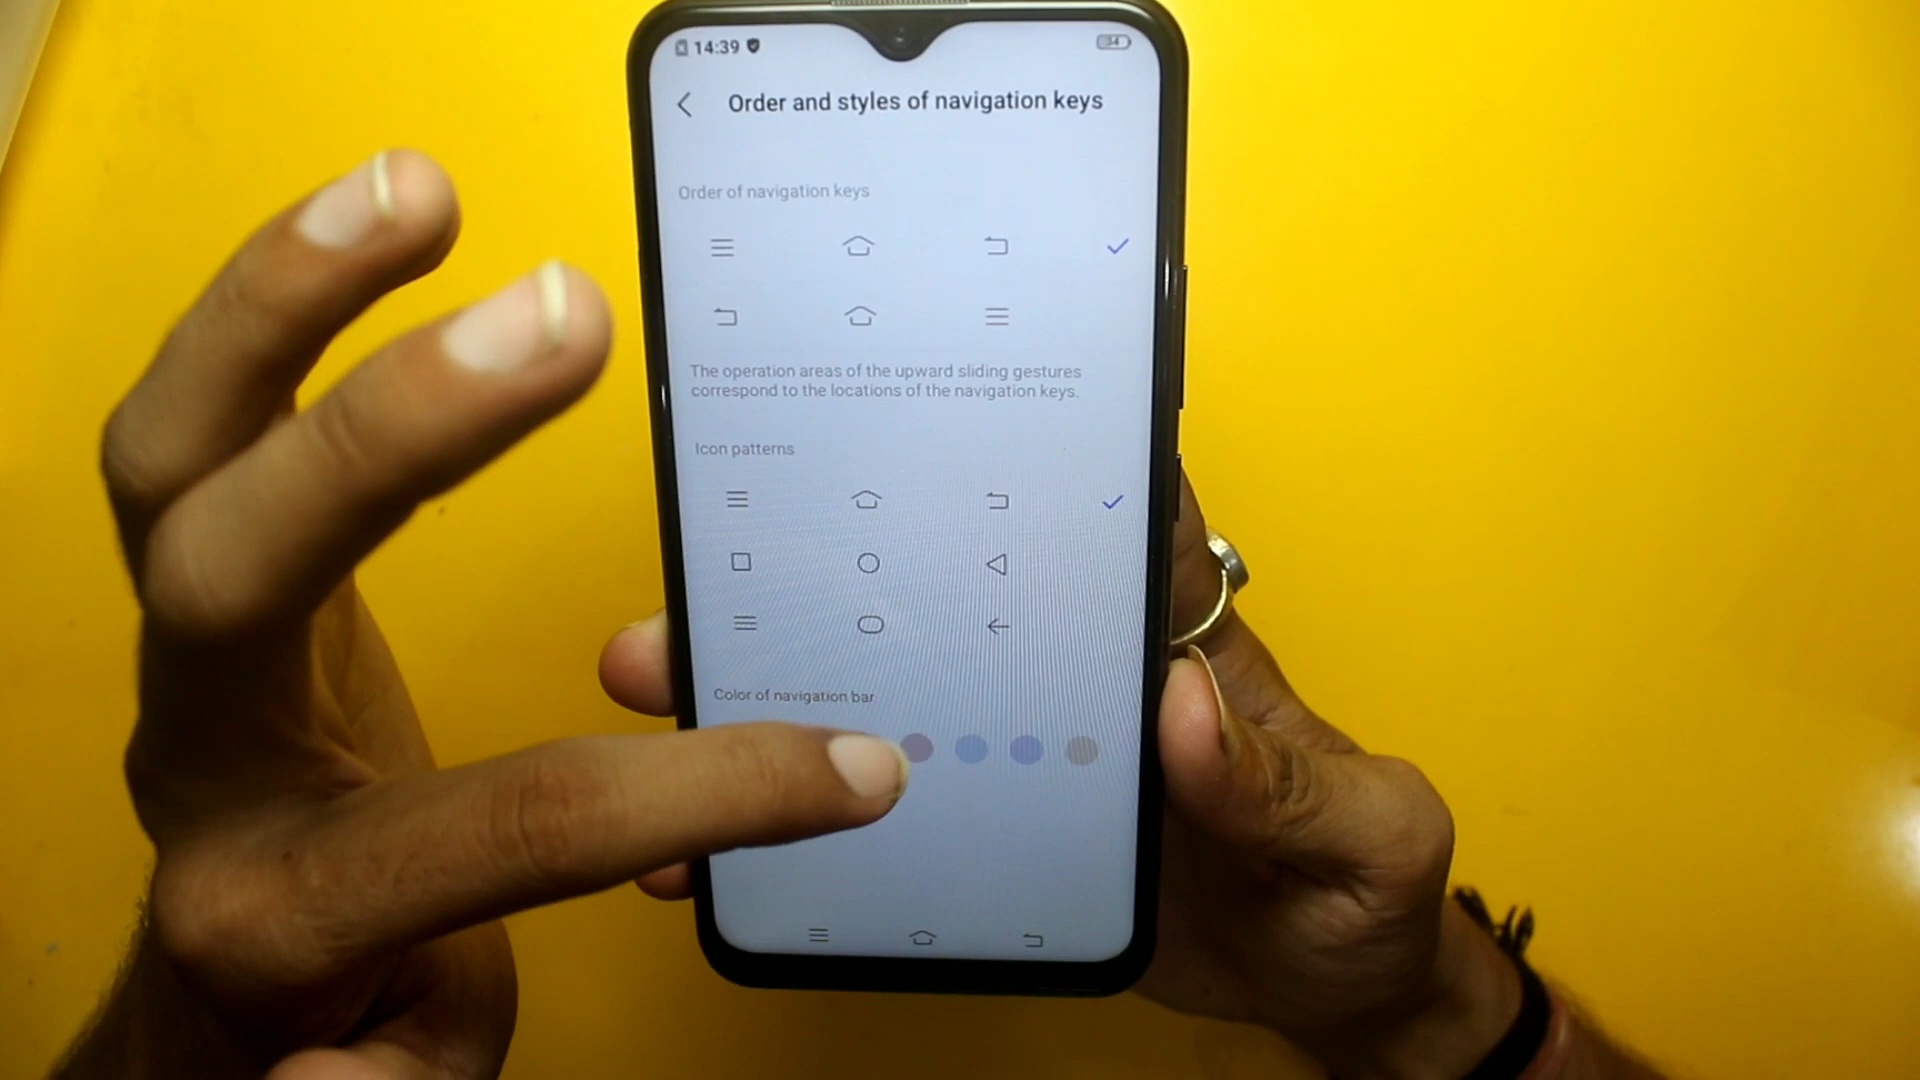 14:39
34
Order and styles of navigation keys
Order of navigation keys
The operation areas of the upward sliding gestures
correspond to the locations of the navigation keys.
Icon patterns
Color of navigation bar